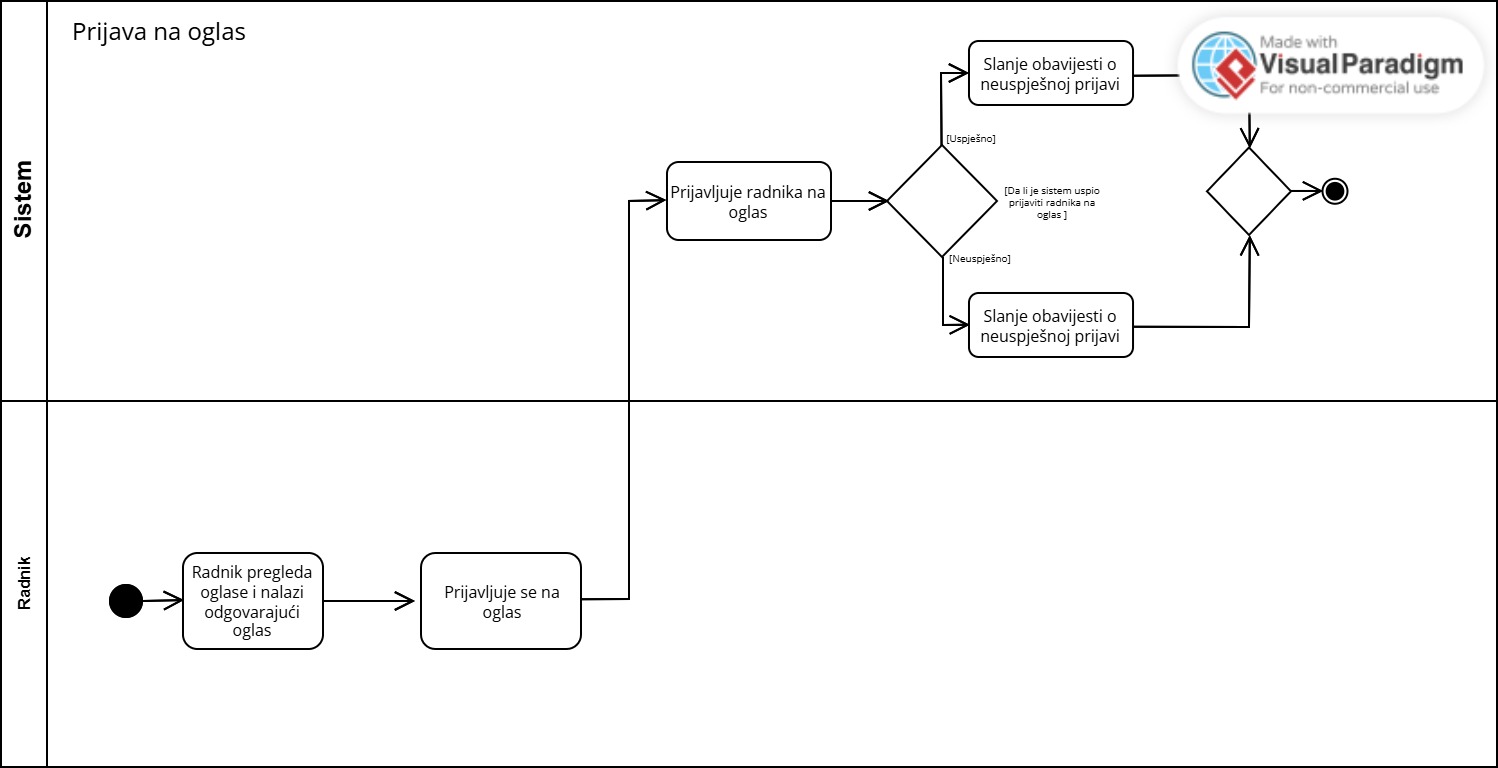 Prijava na oglas
Sistem
Slanje obavijesti o
neuspješnoj prijavi
Made with
VisualParadigm
For non-commercial use
[Uspješno]
Prijavljuje radnika na
oglas
[Da li je sistem uspio
prijaviti radnika na
oglas ]
[Neuspješno]
Slanje obavijesti o
neuspješnoj prijavi
Radnik
Radnik pregleda
oglase i nalazi
odgovarajući
oglas
Prijavljuje se na
oglas